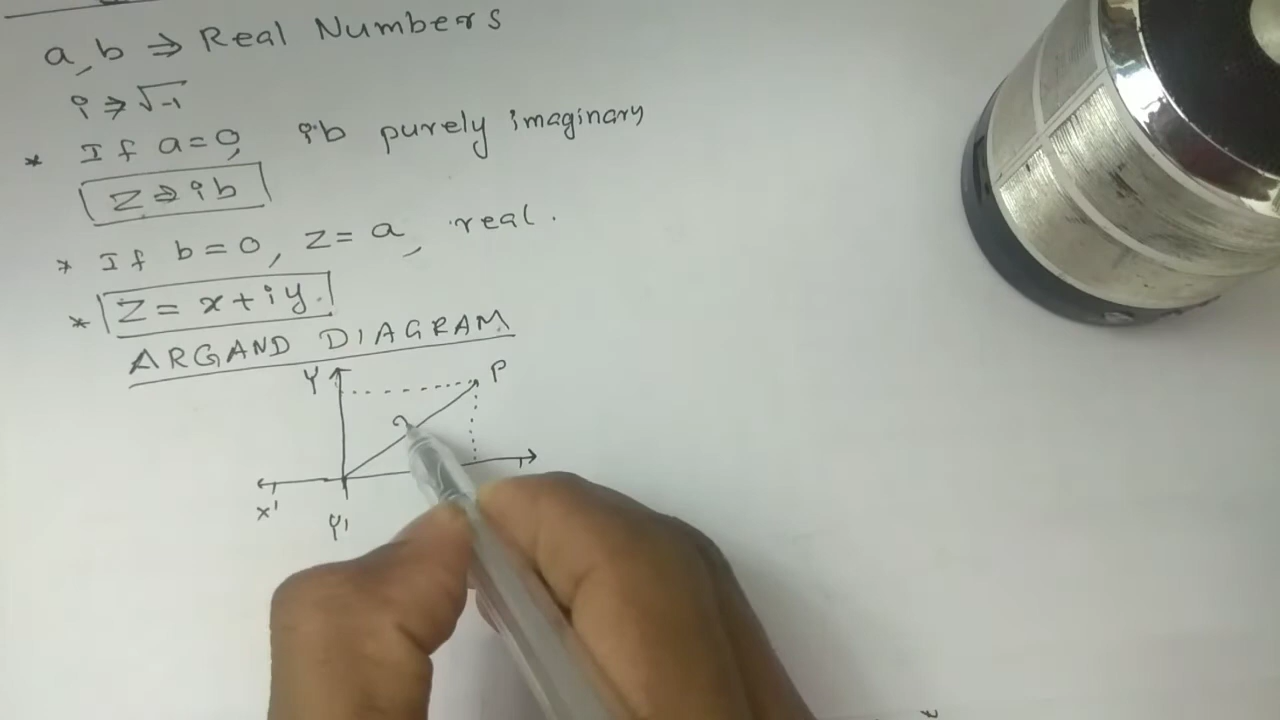 a, b ⇒ Real Numbers
i ⇒ √-1
* If a=0, ib purely imaginary
Z ⇒ ib
* If b=0, Z=a, real.
* Z= x+iy.
ARGAND DIAGRAM
Y P
x'
Y'